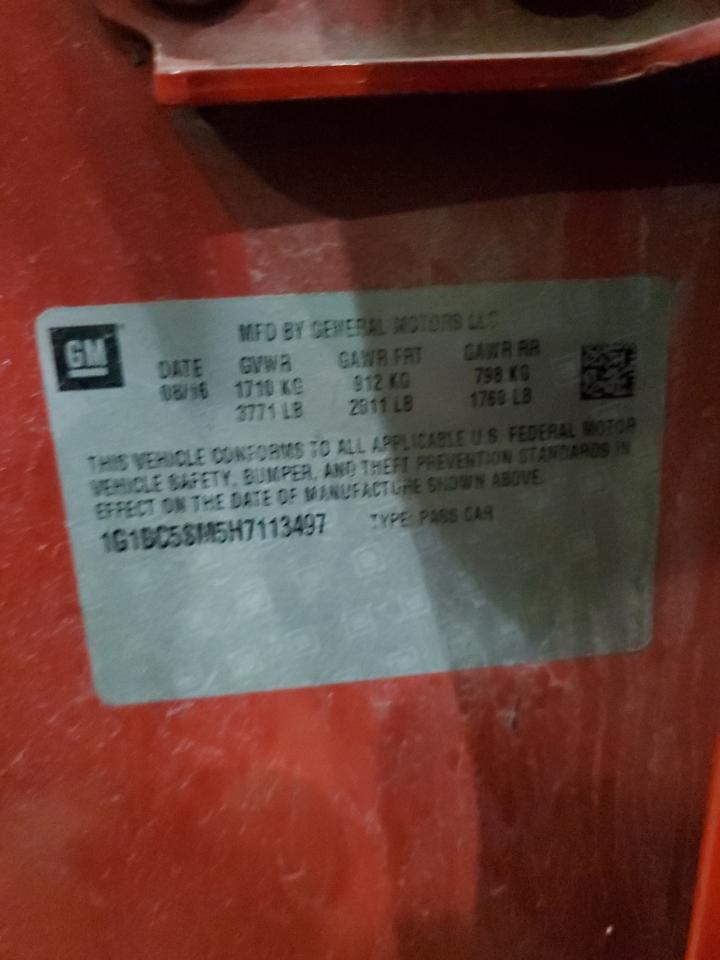 GM
MFD BY GENERAL MOTORS LLC
DATE GVWR GAWR FRT GAWR RR
08/16 1710 KG 912 KG 798 KG
3771 LB 2011 LB 1760 LB
THIS VEHICLE CONFORMS TO ALL APPLICABLE U.S. FEDERAL MOTOR
VEHICLE SAFETY, BUMPER, AND THEFT PREVENTION STANDARDS IN
EFFECT ON THE DATE OF MANUFACTURE SHOWN ABOVE.
1G1BC5SM5H7113497 TYPE: PASS CAR